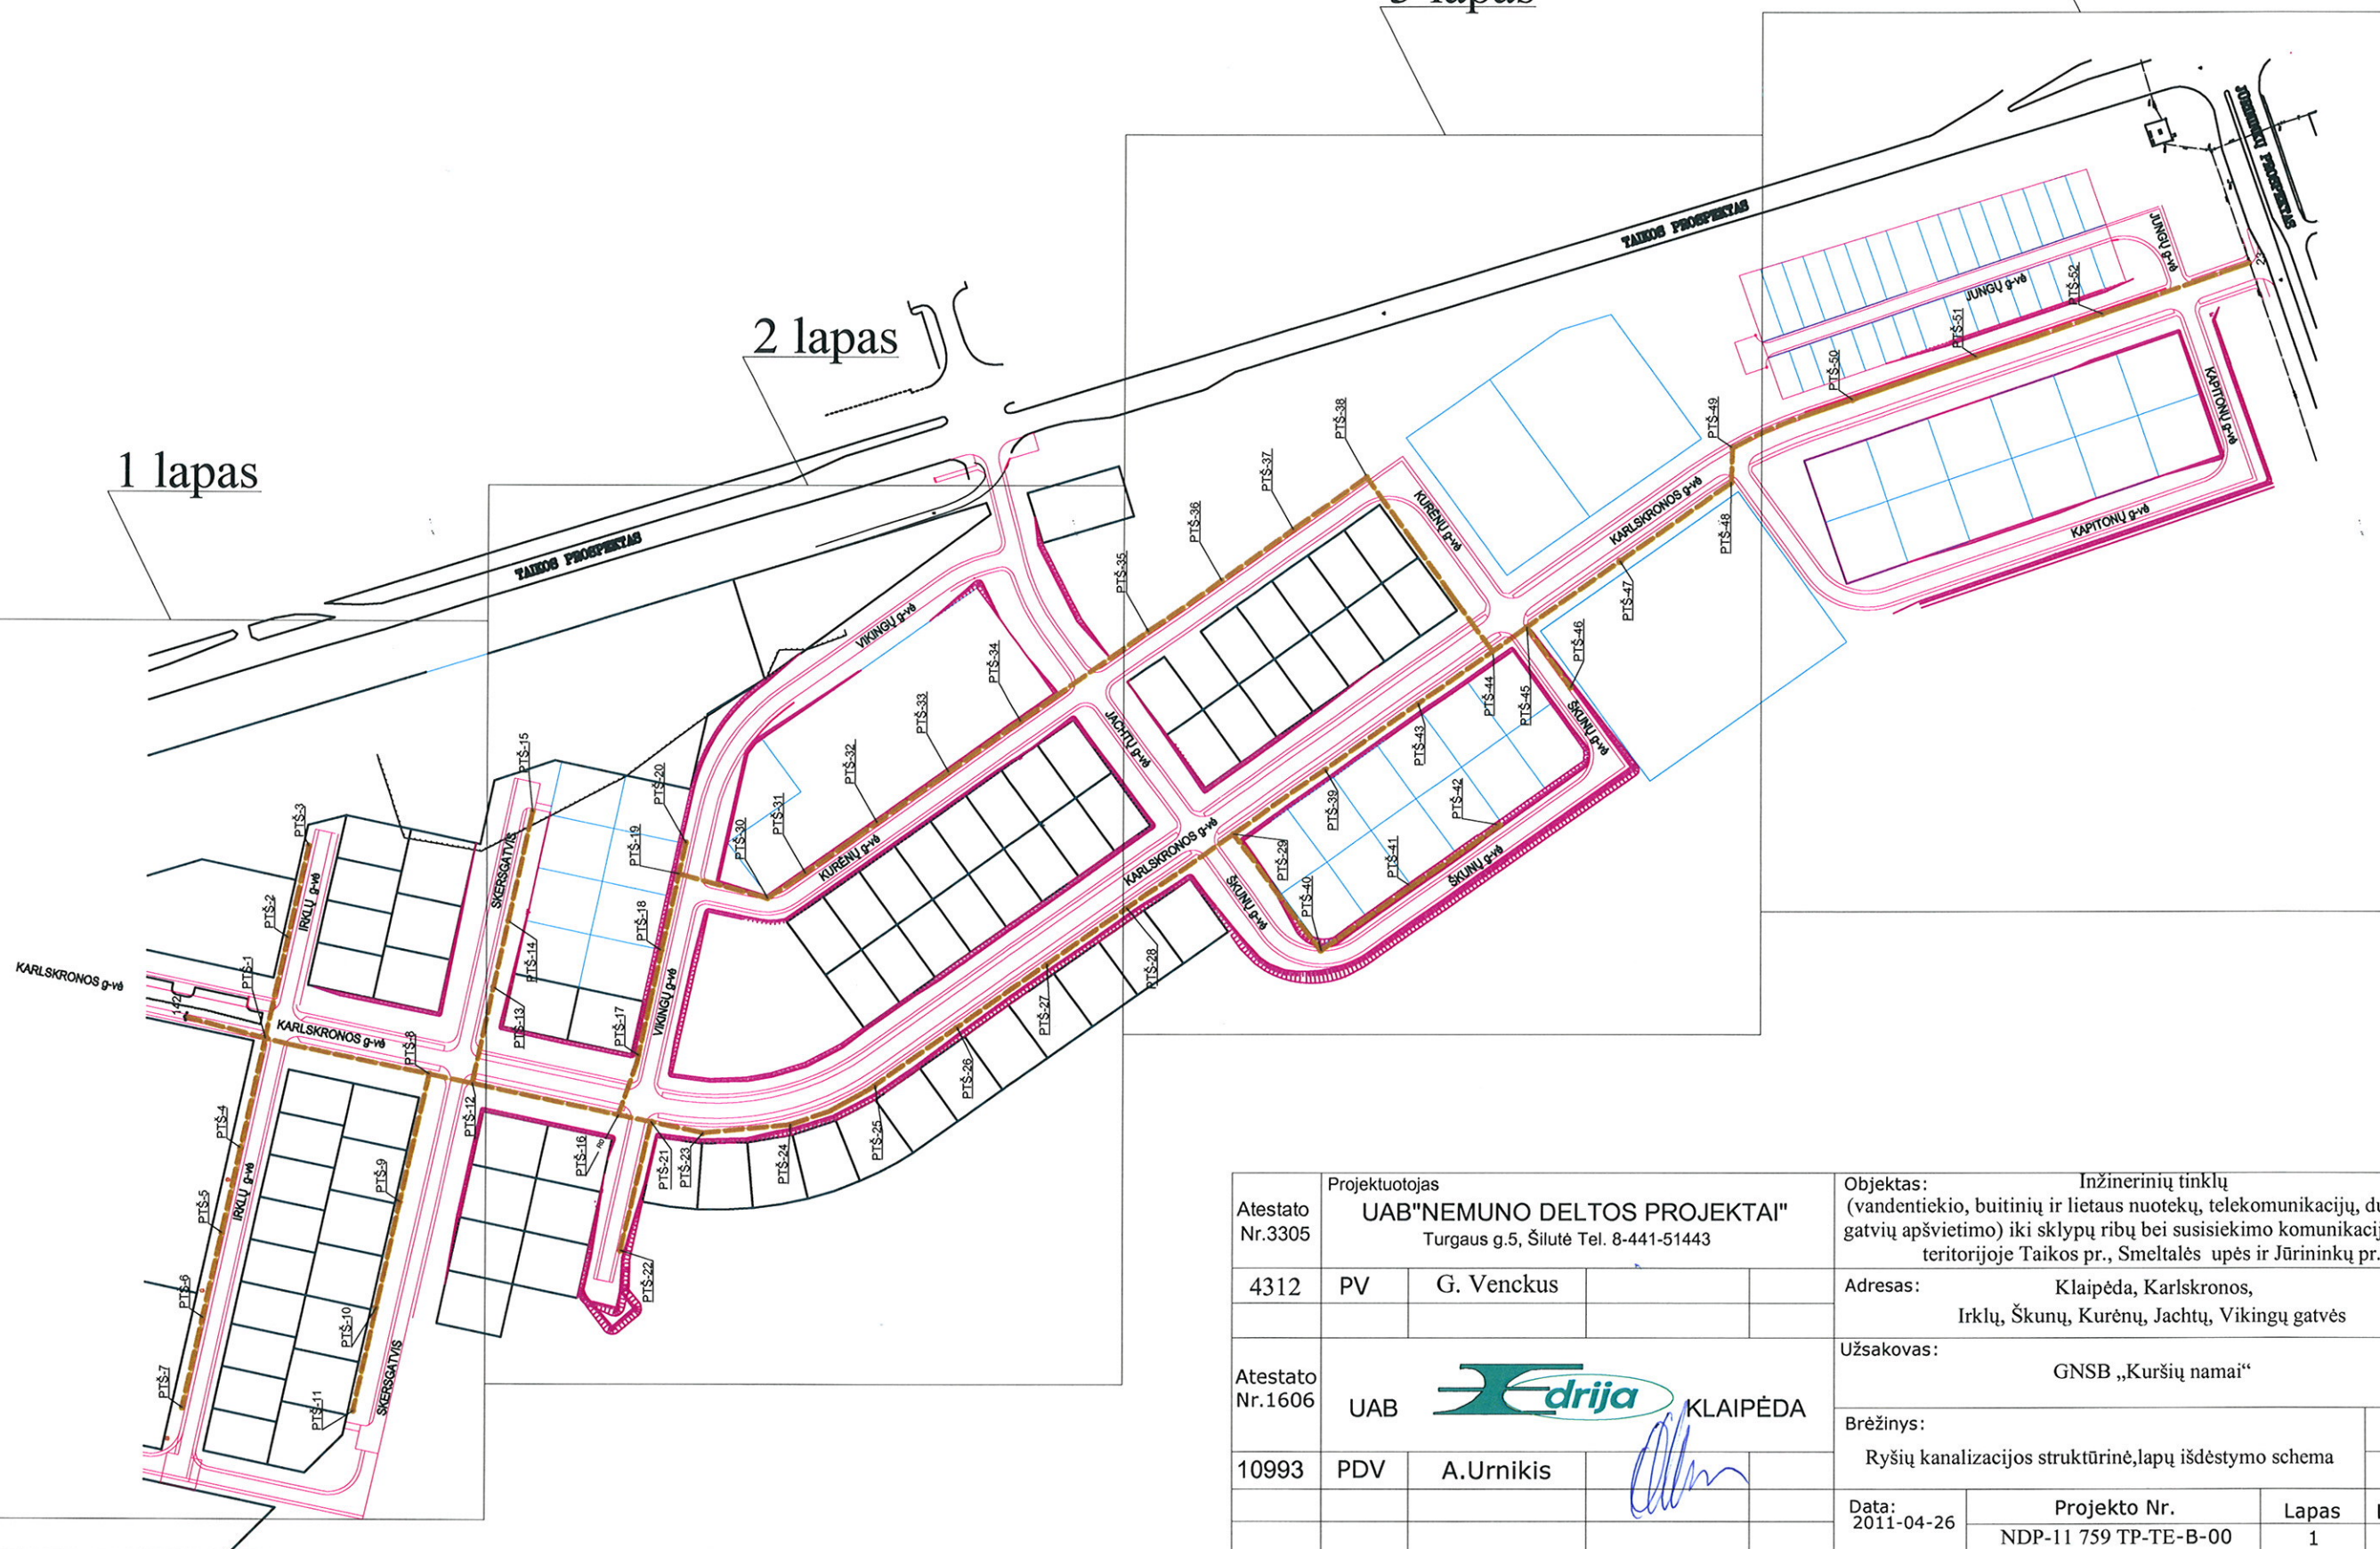 3 lapas
2 lapas
1 lapas
TAIKOS PROSPEKTAS
TAIKOS PROSPEKTAS
JŪRININKŲ PROSPEKTAS
JUNGŲ g-vė
JUNGŲ g-vė
KAPITONŲ g-vė
KAPITONŲ g-vė
KARLSKRONOS g-vė
KURĖNŲ g-vė
VIKINGŲ g-vė
JACHTŲ g-vė
ŠKUNŲ g-vė
ŠKUNŲ g-vė
ŠKUNŲ g-vė
KARLSKRONOS g-vė
KURĖNŲ g-vė
VIKINGŲ g-vė
SKERSGATVIS
IRKLŲ g-vė
KARLSKRONOS g-vė
KARLSKRONOS g-vė
IRKLŲ g-vė
SKERSGATVIS
142
23
PTŠ-1
PTŠ-2
PTŠ-3
PTŠ-4
PTŠ-5
PTŠ-6
PTŠ-7
PTŠ-8
PTŠ-9
PTŠ-10
PTŠ-11
PTŠ-12
PTŠ-13
PTŠ-14
PTŠ-15
PTŠ-16
PTŠ-17
PTŠ-18
PTŠ-19
PTŠ-20
PTŠ-21
PTŠ-22
PTŠ-23
PTŠ-24
PTŠ-25
PTŠ-26
PTŠ-27
PTŠ-28
PTŠ-29
PTŠ-30
PTŠ-31
PTŠ-32
PTŠ-33
PTŠ-34
PTŠ-35
PTŠ-36
PTŠ-37
PTŠ-38
PTŠ-39
PTŠ-40
PTŠ-41
PTŠ-42
PTŠ-43
PTŠ-44
PTŠ-45
PTŠ-46
PTŠ-47
PTŠ-48
PTŠ-49
PTŠ-50
PTŠ-51
PTŠ-52
Atestato
Nr.3305
Projektuotojas
UAB"NEMUNO DELTOS PROJEKTAI"
Turgaus g.5, Šilutė Tel. 8-441-51443
4312 PV G. Venckus
Atestato
Nr.1606
UAB drija KLAIPĖDA
10993 PDV A.Urnikis
Objektas: Inžinerinių tinklų
(vandentiekio, buitinių ir lietaus nuotekų, telekomunikacijų,
gatvių apšvietimo) iki sklypų ribų bei susisiekimo
teritorijoje Taikos pr., Smeltalės upės ir Jūrininkų pr.
Adresas: Klaipėda, Karlskronos,
Irklų, Škunų, Kurėnų, Jachtų, Vikingų gatvės
Užsakovas:
GNSB „Kuršių namai“
Brėžinys:
Ryšių kanalizacijos struktūrinė,lapų išdėstymo schema
Data:
2011-04-26
Projekto Nr.
NDP-11 759 TP-TE-B-00
Lapas
1